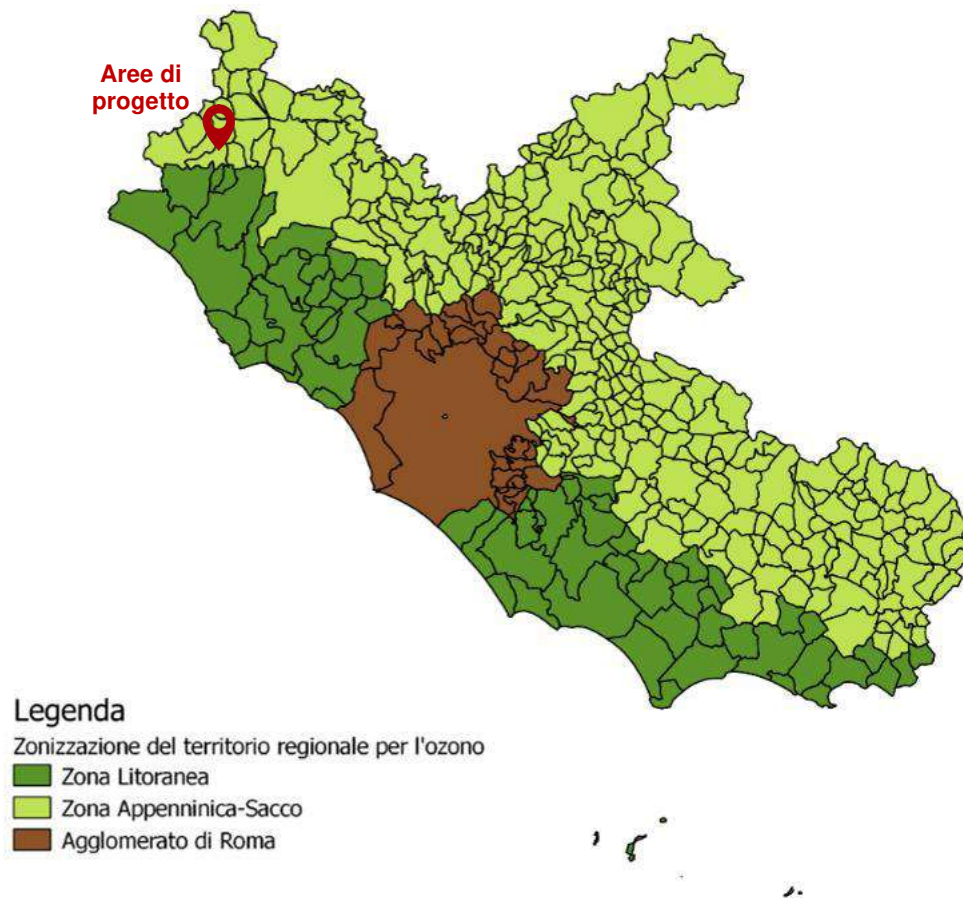 Aree di
progetto
Legenda
Zonizzazione del territorio regionale per l'ozono
Zona Litoranea
Zona Appenninica-Sacco
Agglomerato di Roma